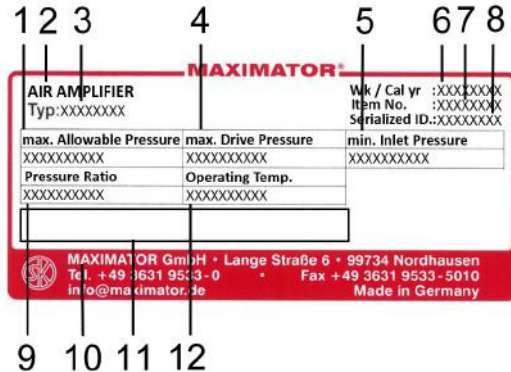 1 2 3 4 5 6 7 8
MAXIMATOR®
AIR AMPLIFIER
Typ:XXXXXXXX
Wk / Cal yr :XXXXXXXX
Item No. :XXXXXXXX
Serialized ID.:XXXXXXXX
max. Allowable Pressure max. Drive Pressure min. Inlet Pressure
XXXXXXXXXX XXXXXXXXXX XXXXXXXXXX
Pressure Ratio Operating Temp.
XXXXXXXXXX XXXXXXXXXX
SK MAXIMATOR GmbH • Lange Straße 6 • 99734 Nordhausen
Tel. +49 3631 9533-0 • Fax +49 3631 9533-5010
info@maximator.de Made in Germany
9 10 11 12